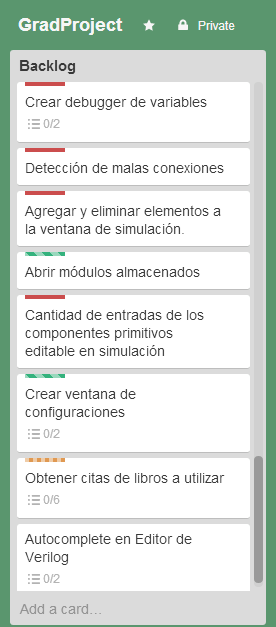 GradProject Private
Backlog
Crear debugger de variables
0/2
Detección de malas conexiones
Agregar y eliminar elementos a
la ventana de simulación.
Abrir módulos almacenados
Cantidad de entradas de los
componentes primitivos
editable en simulación
Crear ventana de
configuraciones
0/2
Obtener citas de libros a utilizar
0/6
Autocomplete en Editor de
Verilog
0/2
Add a card...